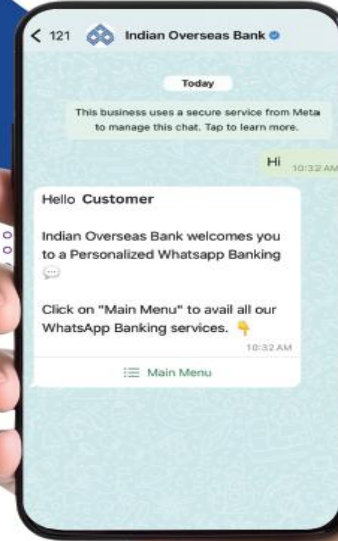 121 Indian Overseas Bank
Today
This business uses a secure service from Meta
to manage this chat. Tap to learn more.
Hi 10:32 AM
Hello Customer
Indian Overseas Bank welcomes you
to a Personalized Whatsapp Banking
💬
Click on "Main Menu" to avail all our
WhatsApp Banking services. 👇
10:32 AM
Main Menu